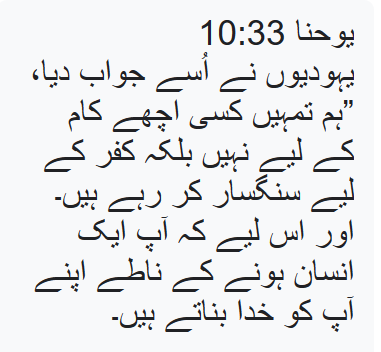 یوحنا 10:33
یہودیوں نے اُسے جواب دیا،
”ہم تمہیں کسی اچھے کام
کے لیے نہیں بلکہ کفر کے
لیے سنگسار کر رہے ہیں۔
اور اس لیے کہ آپ ایک
انسان ہونے کے ناطے اپنے
آپ کو خدا بناتے ہیں۔